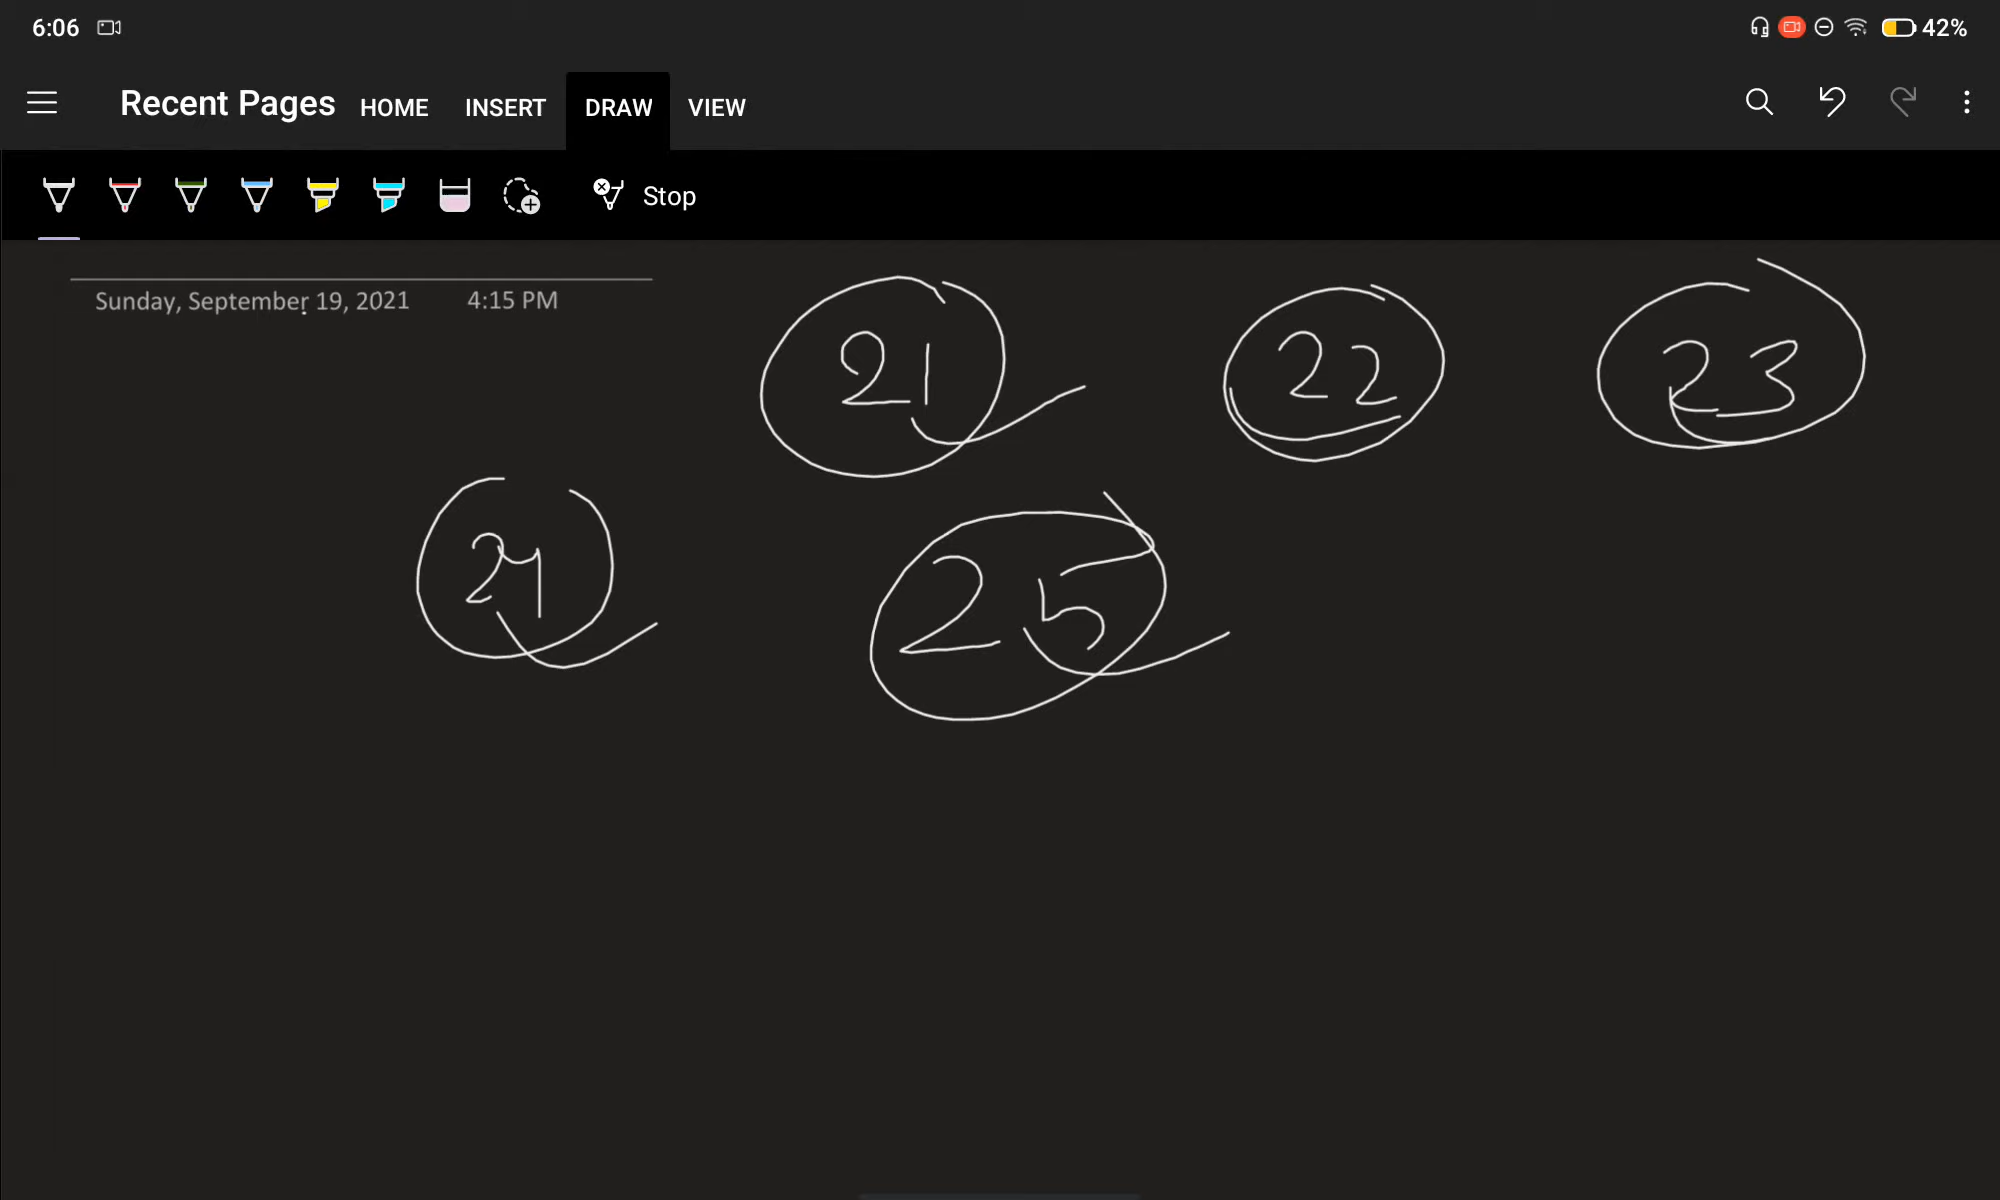 6:06 42%
Recent Pages HOME INSERT DRAW VIEW
Stop
Sunday, September 19, 2021 4:15 PM
21 22 23
24 25